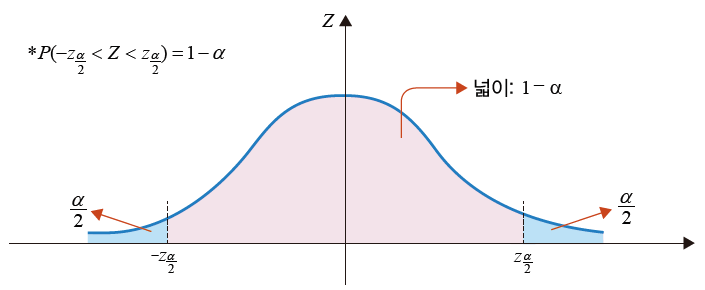 Z
*P(−z_{α/2} < Z < z_{α/2}) = 1 − α
넓이: 1 − α
α/2
α/2
−z_{α/2}
z_{α/2}